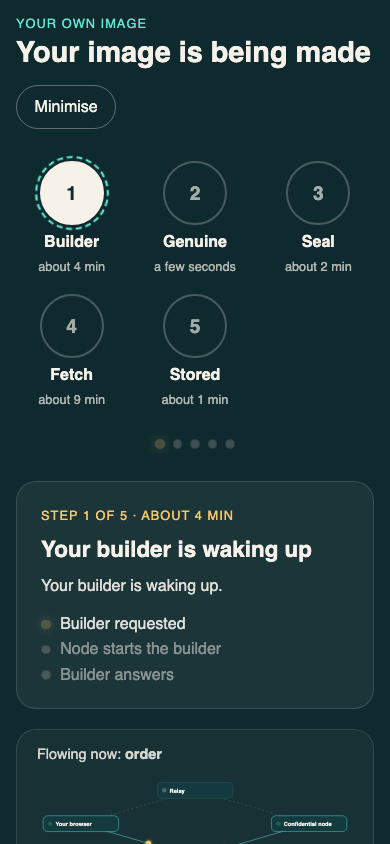 YOUR OWN IMAGE
Your image is being made
Minimise
1
2
3
Builder
Genuine
Seal
about 4 min
a few seconds
about 2 min
4
5
Fetch
Stored
about 9 min
about 1 min
STEP 1 OF 5 · ABOUT 4 MIN
Your builder is waking up
Your builder is waking up.
Builder requested
Node starts the builder
Builder answers
Flowing now: order
Relay
Your browser
Confidential node